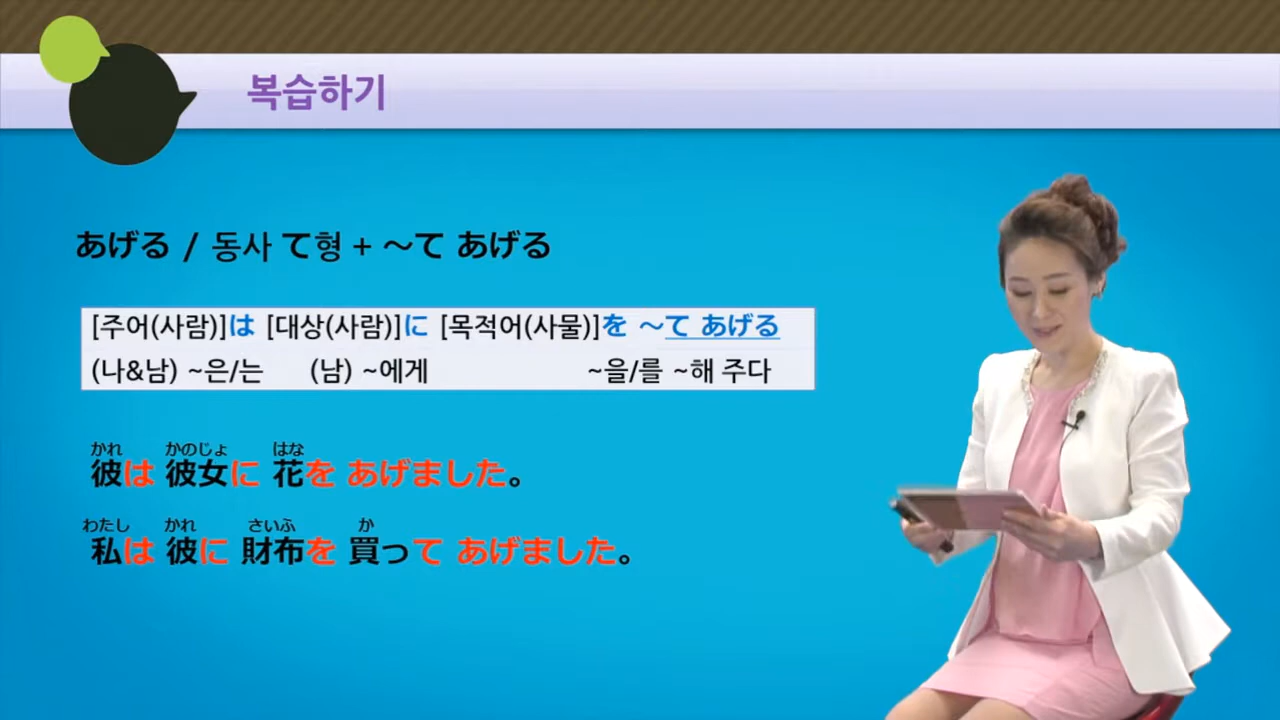 복습하기
あげる / 동사 て형 + ～て あげる
[주어(사람)]は [대상(사람)]に [목적어(사물)]を ～て あげる
(나&남) ~은/는 (남) ~에게 ~을/를 ~해 주다
かれ かのじょ はな
彼は 彼女に 花を あげました。
わたし かれ さいふ か
私は 彼に 財布を 買って あげました。